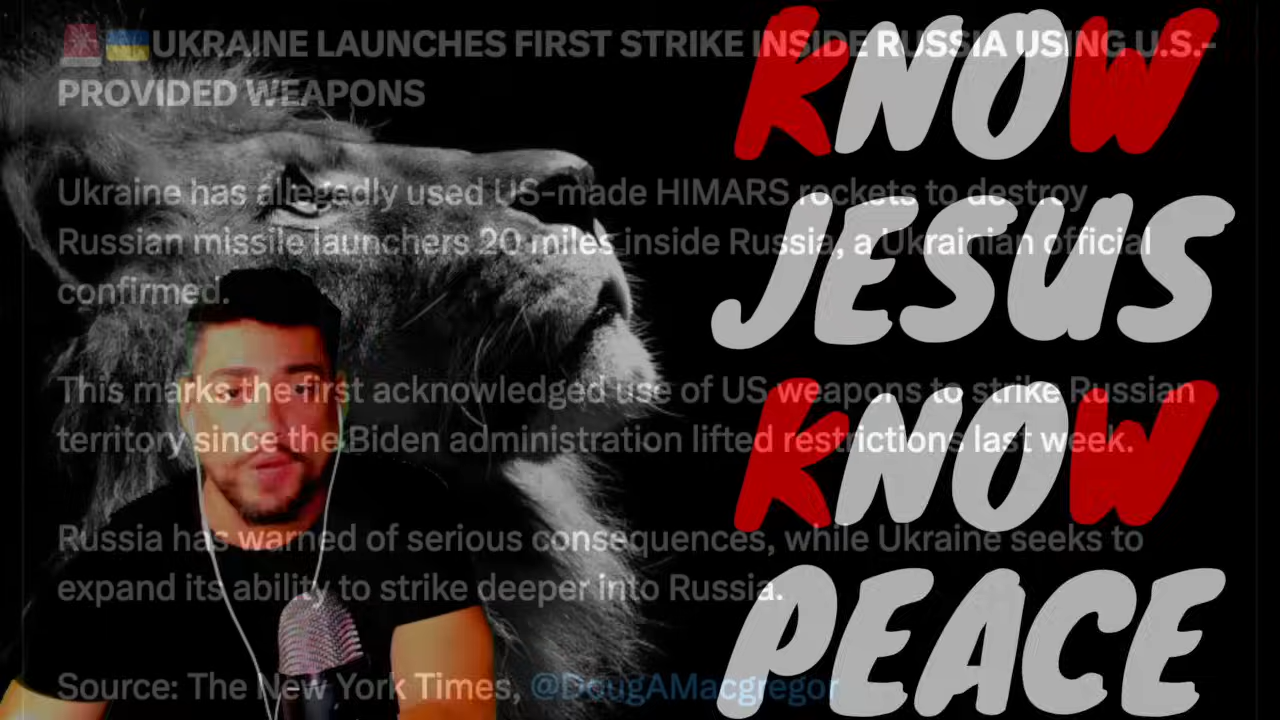 🚨🇺🇦UKRAINE LAUNCHES FIRST STRIKE INSIDE RUSSIA USING U.S.-
PROVIDED WEAPONS
Ukraine has allegedly used US-made HIMARS rockets to destroy
Russian missile launchers 20 miles inside Russia, a Ukrainian official
confirmed.
This marks the first acknowledged use of US weapons to strike Russian
territory since the Biden administration lifted restrictions last week.
Russia has warned of serious consequences, while Ukraine seeks to
expand its ability to strike deeper into Russia.
Source: The New York Times, @DougAMacgregor
KNOW
JESUS
KNOW
PEACE